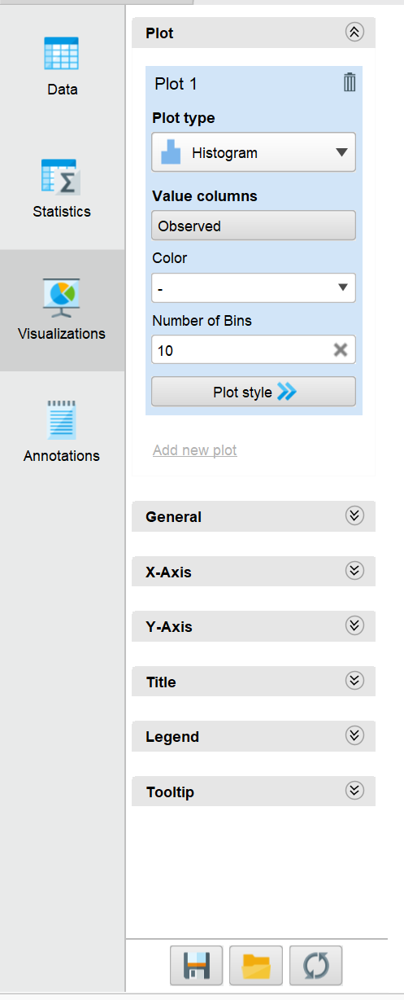 Data
Statistics
Visualizations
Annotations
Plot
Plot 1
Plot type
Histogram
Value columns
Observed
Color
-
Number of Bins
10
Plot style
Add new plot
General
X-Axis
Y-Axis
Title
Legend
Tooltip